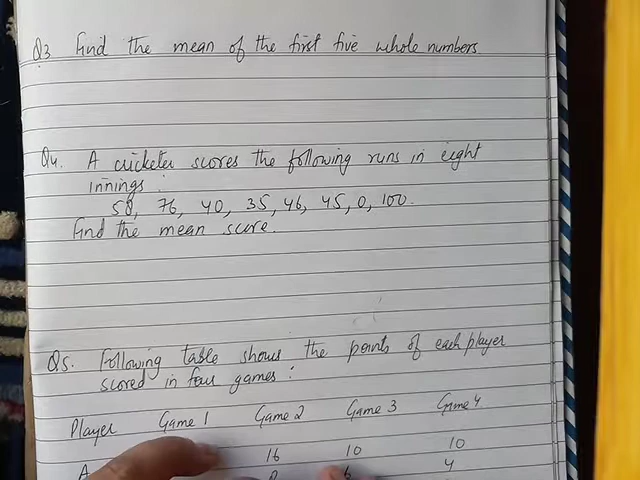 Q3 Find the mean of the first five whole numbers.
Q4. A cricketer scores the following runs in eight
innings :
58, 76, 40, 35, 46, 45, 0, 100.
Find the mean score.
Q5. Following table shows the points of each player
scored in four games :
Player Game 1 Game 2 Game 3 Game 4
16 10 10
A 6 4